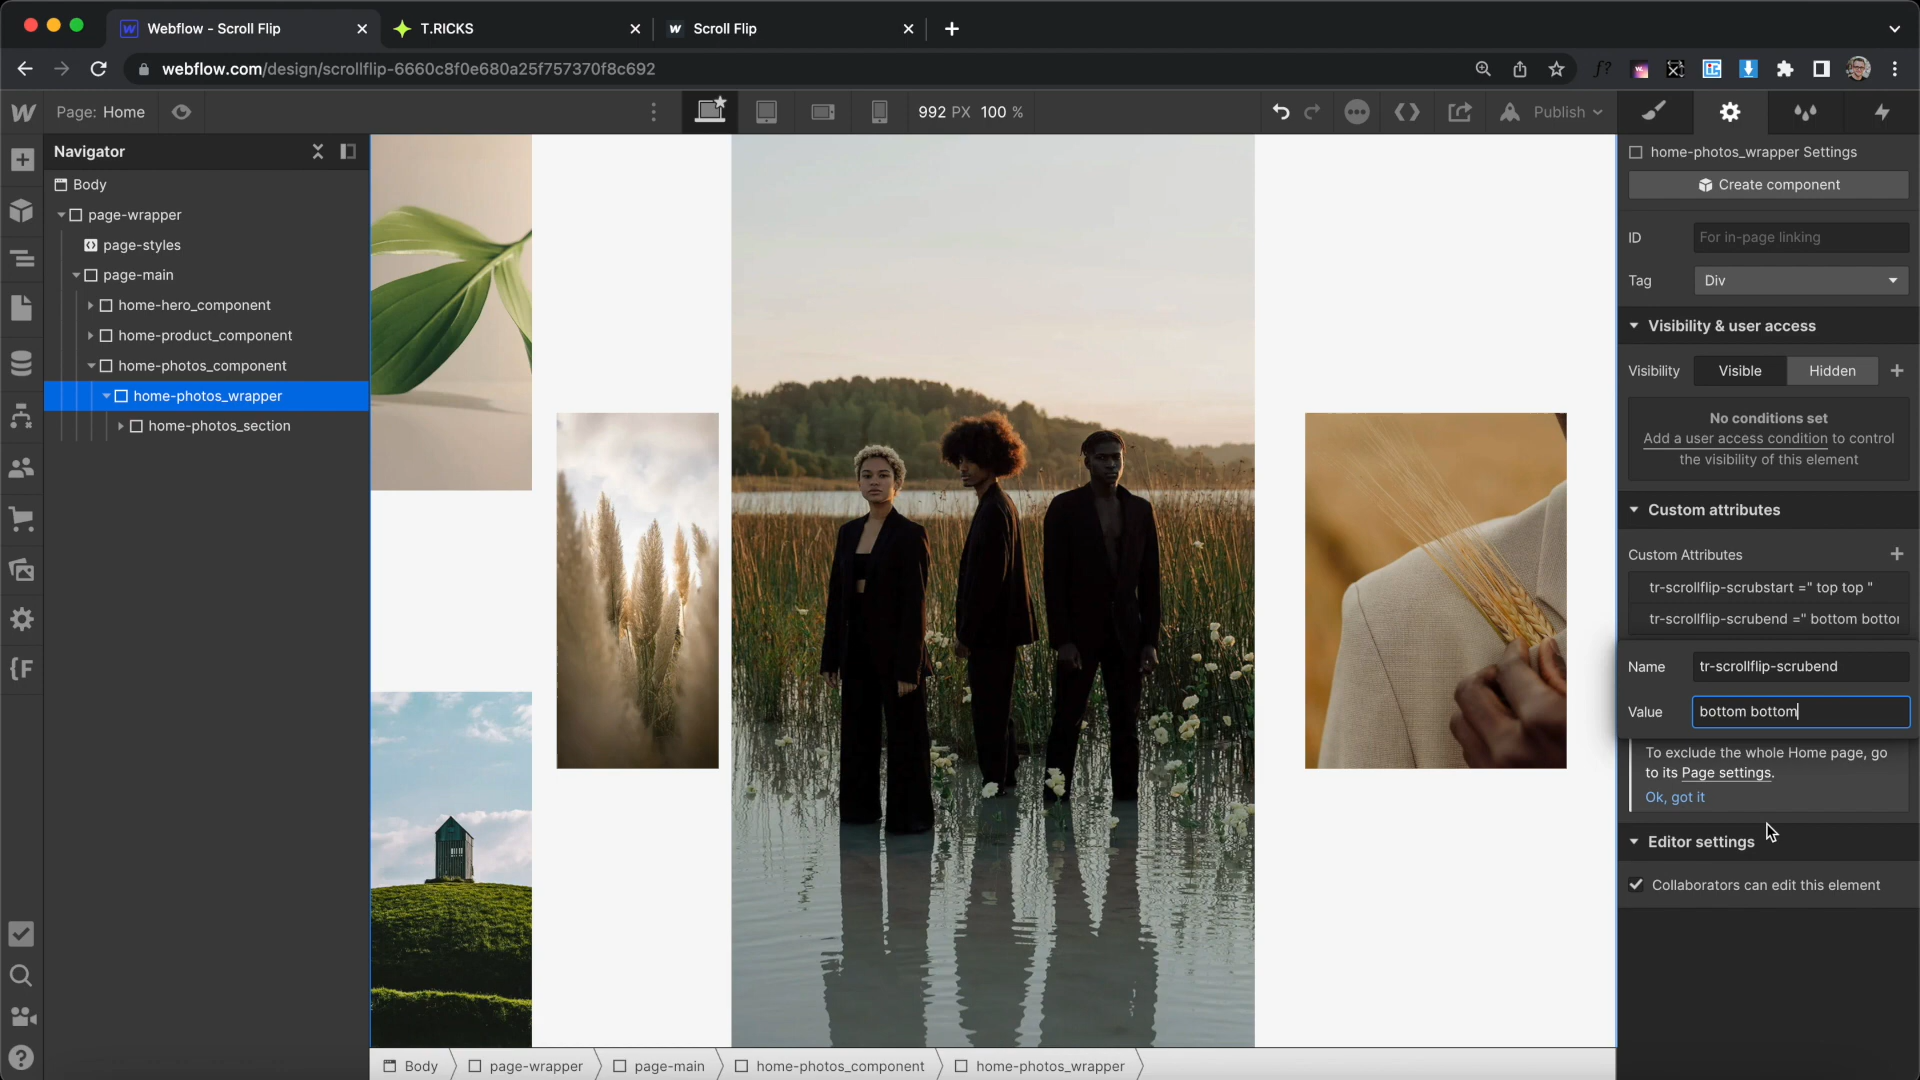 Webflow - Scroll Flip
T.RICKS
Scroll Flip
webflow.com/design/scrollflip-6660c8f0e680a25f757370f8c692
Page: Home
992 PX 100 %
Publish
Navigator
Body
page-wrapper
page-styles
page-main
home-hero_component
home-product_component
home-photos_component
home-photos_wrapper
home-photos_section
home-photos_wrapper Settings
Create component
ID
For in-page linking
Tag
Div
Visibility & user access
Visibility
Visible
Hidden
No conditions set
Add a user access condition to control
the visibility of this element
Custom attributes
Custom Attributes
tr-scrollflip-scrubstart =" top top "
tr-scrollflip-scrubend =" bottom bottor
Name
tr-scrollflip-scrubend
Value
bottom bottom
To exclude the whole Home page, go
to its Page settings.
Ok, got it
Editor settings
Collaborators can edit this element
Body
page-wrapper
page-main
home-photos_component
home-photos_wrapper